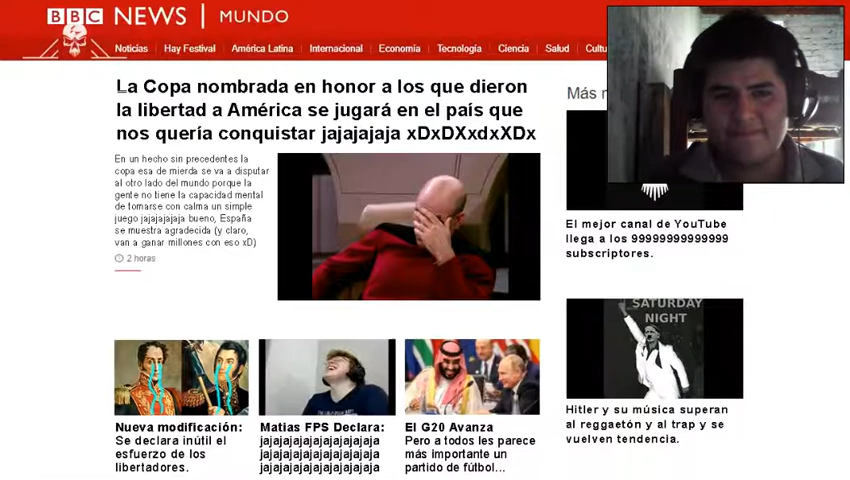 BBC NEWS | MUNDO
Noticias Hay Festival América Latina Internacional Economía Tecnología Ciencia Salud Cultu
La Copa nombrada en honor a los que dieron
la libertad a América se jugará en el país que
nos quería conquistar jajajajaja xDxDXxdxXDx
En un hecho sin precedentes la
copa esa de mierda se va a disputar
al otro lado del mundo porque la
gente no tiene la capacidad mental
de tomarse con calma un simple
juego jajajajajaja bueno, España
se muestra agradecida (y claro,
van a ganar millones con eso xD)
2 horas
Más
El mejor canal de YouTube
llega a los 99999999999999
subscriptores.
SATURDAY
NIGHT
Hitler y su música superan
al reggaetón y al trap y se
vuelven tendencia.
Nueva modificación:
Se declara inútil el
esfuerzo de los
libertadores.
Matias FPS Declara:
jajajajajajajajajajajaja
jajajajajajajajajajajaja
jajajajajajajajajajajaja
El G20 Avanza
Pero a todos les parece
más importante un
partido de fútbol...